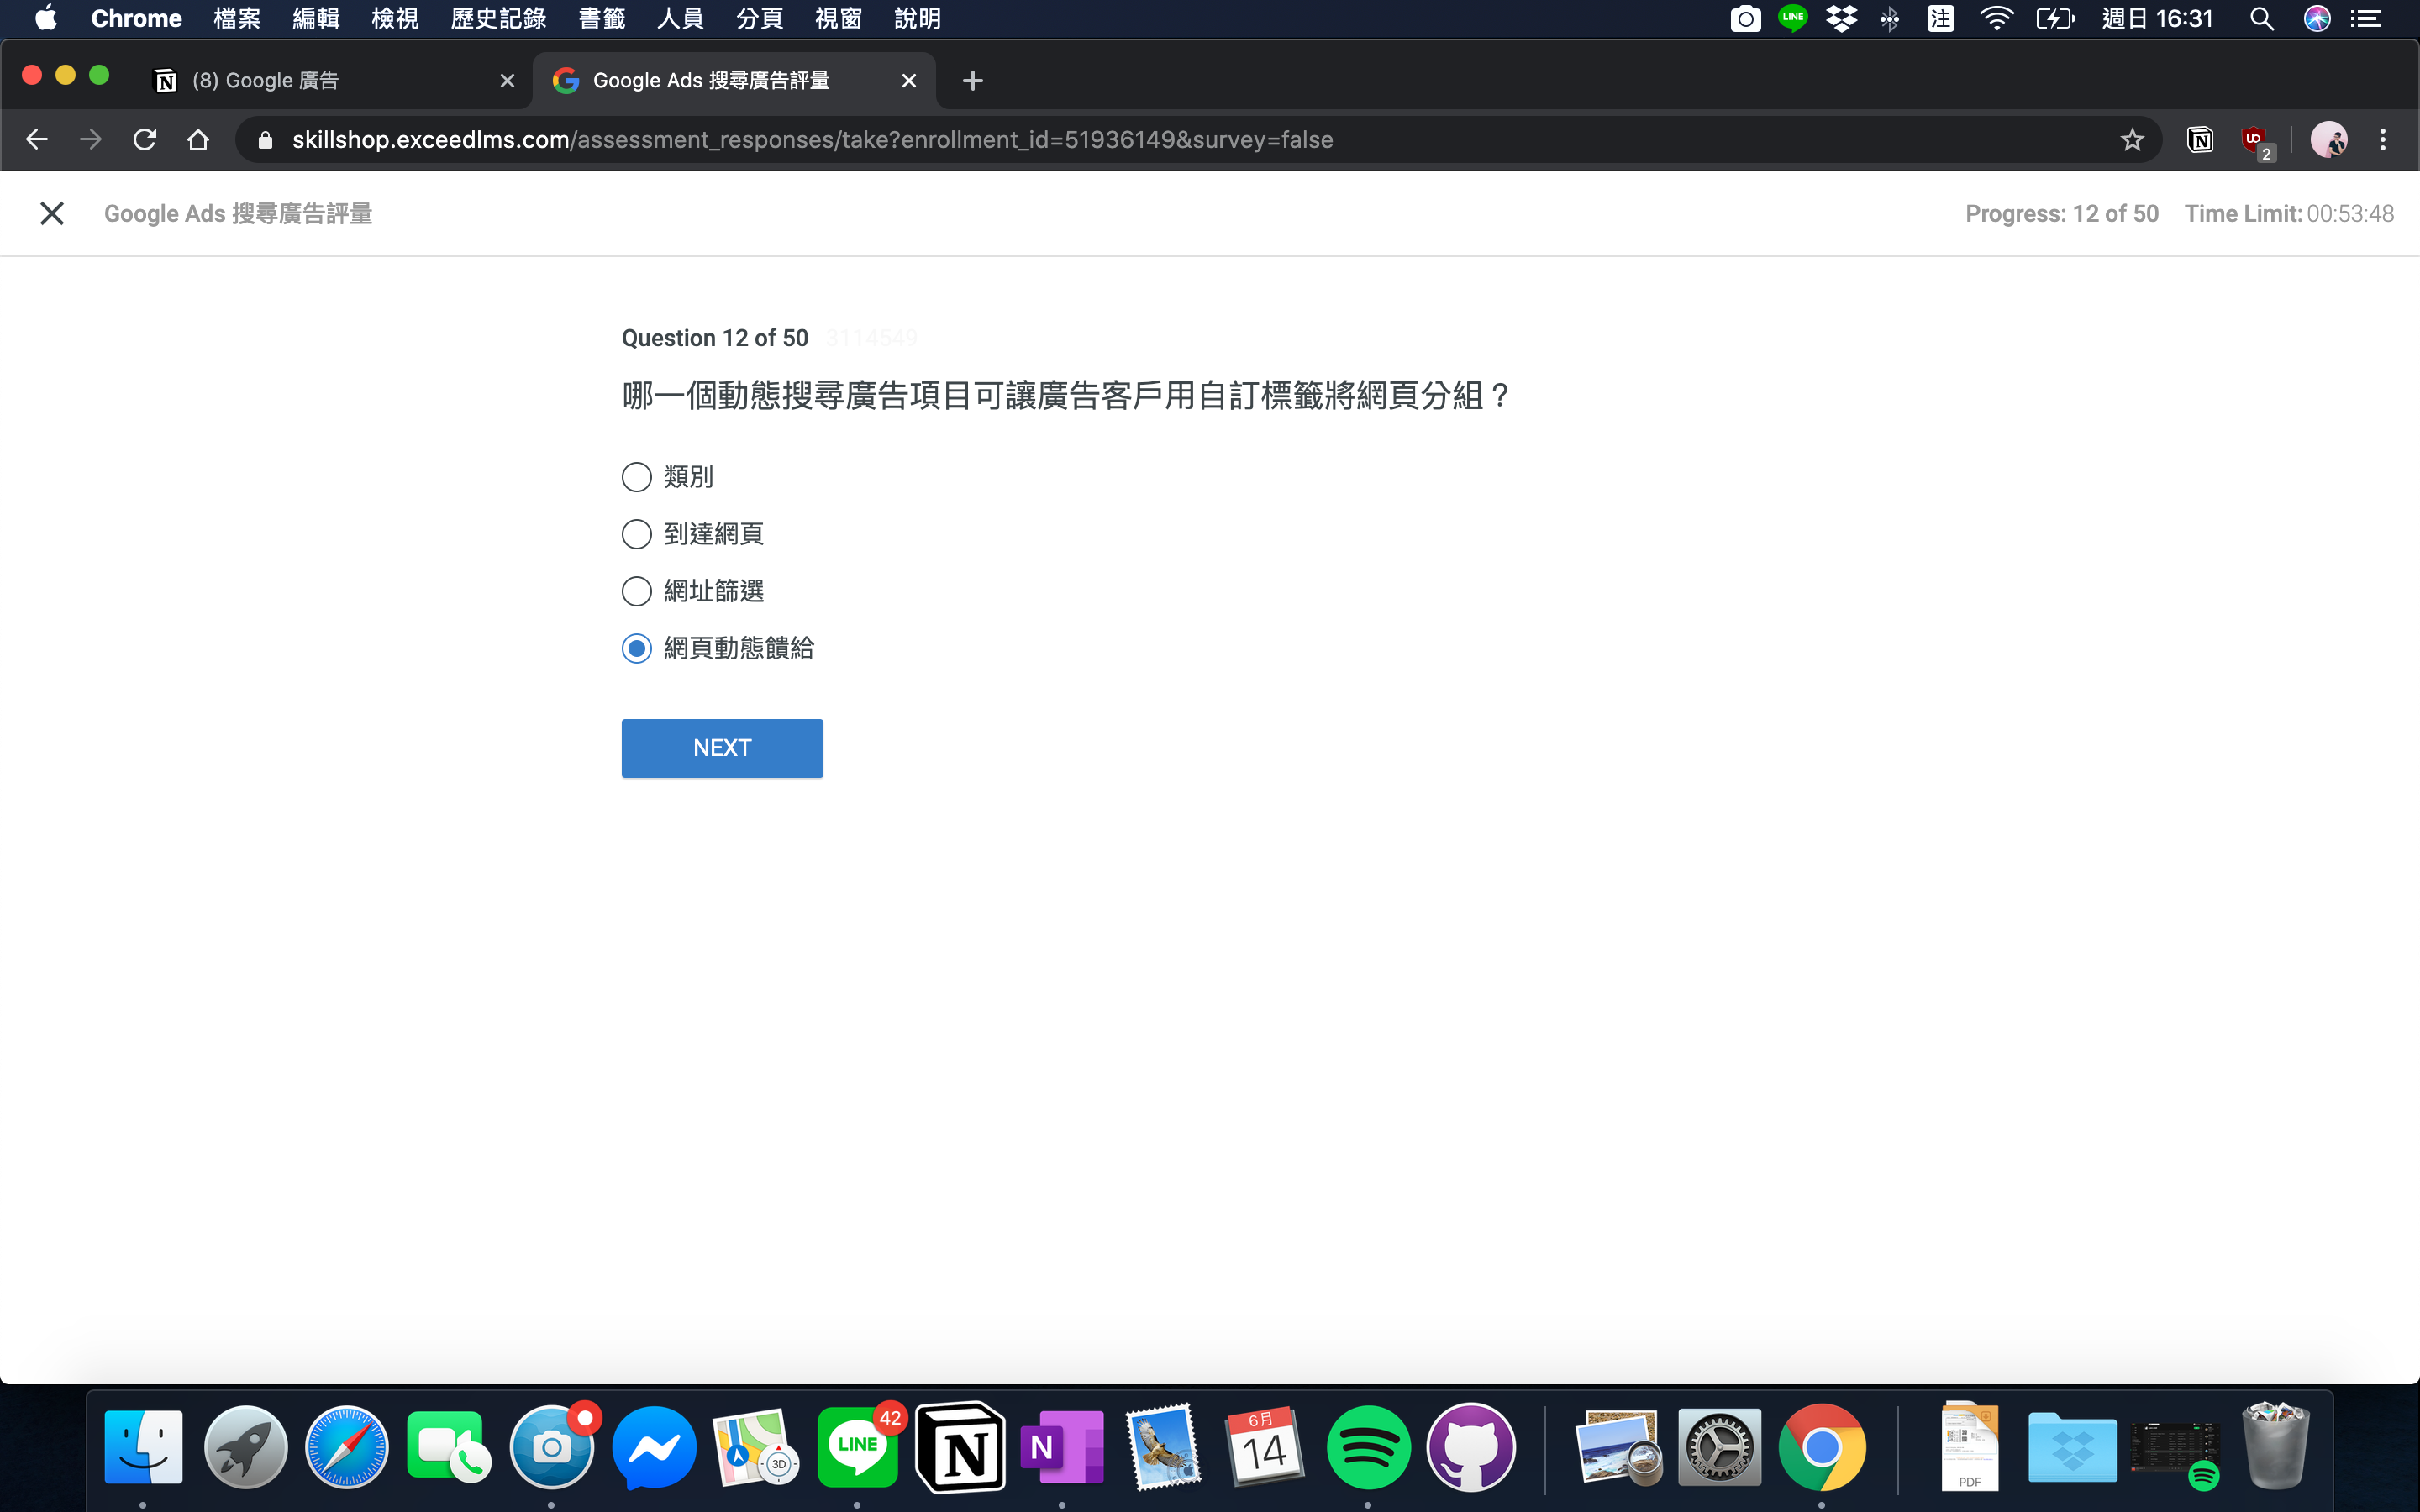 Chrome 檔案 編輯 檢視 歷史記錄 書籤 人員 分頁 視窗 說明 LINE 注 週日 16:31
(8) Google 廣告 Google Ads 搜尋廣告評量
skillshop.exceedlms.com/assessment_responses/take?enrollment_id=51936149&survey=false 2
Google Ads 搜尋廣告評量 Progress: 12 of 50 Time Limit: 00:53:48
Question 12 of 50 3114549
哪一個動態搜尋廣告項目可讓廣告客戶用自訂標籤將網頁分組？
類別
到達網頁
網址篩選
網頁動態饋給
NEXT
42
LINE
3D
N
6月
14
PDF